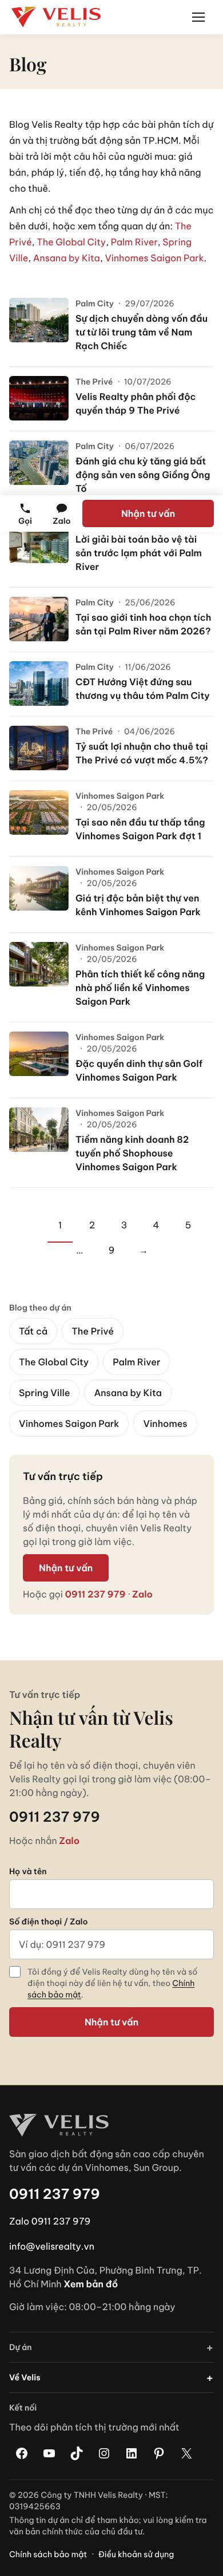 VELIS
REALTY
Blog
Blog Velis Realty tập hợp các bài phân tích dự
án và thị trường bất động sản TP.HCM. Mỗi
bài trả lời một câu hỏi của người mua: giá
bán, pháp lý, tiến độ, hạ tầng hay khả năng
cho thuê.
Anh chị có thể đọc theo từng dự án ở các mục
bên dưới, hoặc xem tổng quan dự án: The
Privé, The Global City, Palm River, Spring
Ville, Ansana by Kita, Vinhomes Saigon Park.
Palm City · 29/07/2026
Sự dịch chuyển dòng vốn đầu
tư từ lõi trung tâm về Nam
Rạch Chiếc
The Privé · 10/07/2026
Velis Realty phân phối độc
quyền tháp 9 The Privé
Palm City · 06/07/2026
Đánh giá chu kỳ tăng giá bất
động sản ven sông Giồng Ông
Tố
Gọi
Zalo
Nhận tư vấn
Lời giải bài toán bảo vệ tài
sản trước lạm phát với Palm
River
Palm City · 25/06/2026
Tại sao giới tinh hoa chọn tích
sản tại Palm River năm 2026?
Palm City · 11/06/2026
CĐT Hướng Việt đứng sau
thương vụ thâu tóm Palm City
The Privé · 04/06/2026
Tỷ suất lợi nhuận cho thuê tại
The Privé có vượt mốc 4.5%?
Vinhomes Saigon Park
· 20/05/2026
Tại sao nên đầu tư thấp tầng
Vinhomes Saigon Park đợt 1
Vinhomes Saigon Park
· 20/05/2026
Giá trị độc bản biệt thự ven
kênh Vinhomes Saigon Park
Vinhomes Saigon Park
· 20/05/2026
Phân tích thiết kế công năng
nhà phố liền kề Vinhomes
Saigon Park
Vinhomes Saigon Park
· 20/05/2026
Đặc quyền dinh thự sân Golf
Vinhomes Saigon Park
Vinhomes Saigon Park
· 20/05/2026
Tiềm năng kinh doanh 82
tuyến phố Shophouse
Vinhomes Saigon Park
1 2 3 4 5
… 9 →
Blog theo dự án
Tất cả
The Privé
The Global City
Palm River
Spring Ville
Ansana by Kita
Vinhomes Saigon Park
Vinhomes
Tư vấn trực tiếp
Bảng giá, chính sách bán hàng và pháp
lý mới nhất của dự án: để lại họ tên và
số điện thoại, chuyên viên Velis Realty
gọi lại trong giờ làm việc.
Nhận tư vấn
Hoặc gọi 0911 237 979 · Zalo
Tư vấn trực tiếp
Nhận tư vấn từ Velis
Realty
Để lại họ tên và số điện thoại, chuyên viên
Velis Realty gọi lại trong giờ làm việc (08:00–
21:00 hằng ngày).
0911 237 979
Hoặc nhắn Zalo
Họ và tên
Số điện thoại / Zalo
Ví dụ: 0911 237 979
Tôi đồng ý để Velis Realty dùng họ tên và số
điện thoại này để liên hệ tư vấn, theo Chính
sách bảo mật.
Nhận tư vấn
VELIS
REALTY
Sàn giao dịch bất động sản cao cấp chuyên
tư vấn các dự án Vinhomes, Sun Group.
0911 237 979
Zalo 0911 237 979
info@velisrealty.vn
34 Lương Định Của, Phường Bình Trưng, TP.
Hồ Chí Minh Xem bản đồ
Giờ làm việc: 08:00–21:00 hằng ngày
Dự án +
Về Velis +
Kết nối
Theo dõi phân tích thị trường mới nhất
© 2026 Công ty TNHH Velis Realty · MST:
0319425663
Thông tin dự án chỉ để tham khảo; vui lòng kiểm tra
văn bản chính thức của chủ đầu tư.
Chính sách bảo mật · Điều khoản sử dụng